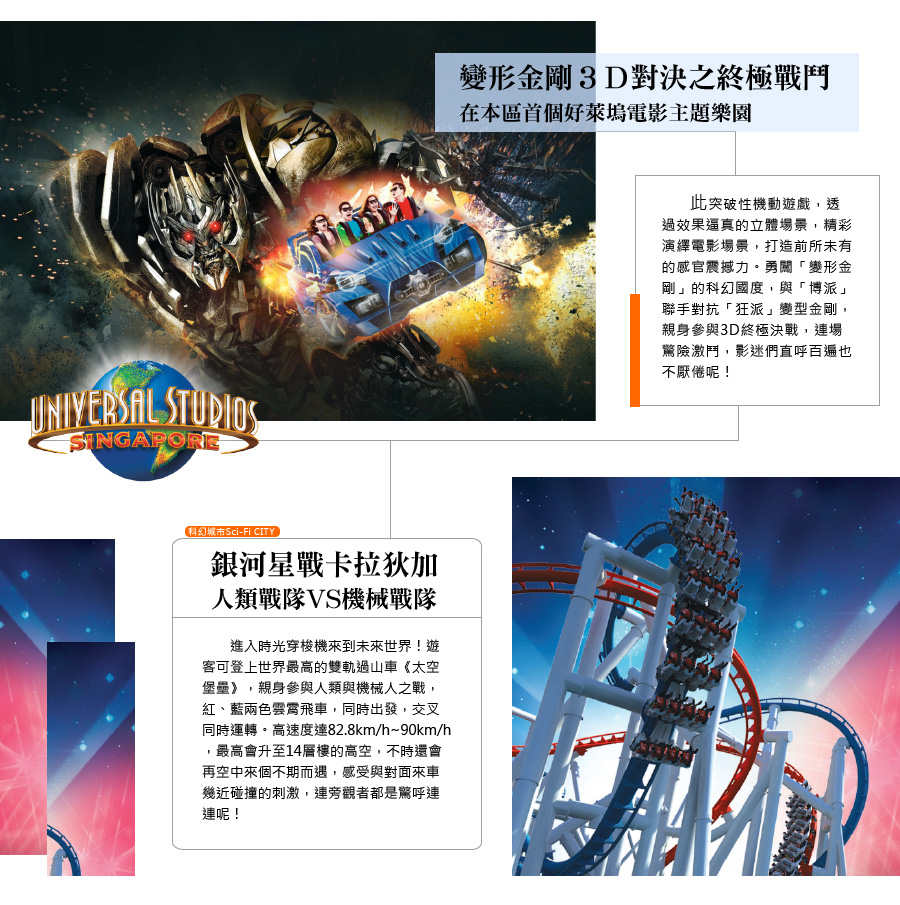 變形金剛３Ｄ對決之終極戰鬥
在本區首個好萊塢電影主題樂園
此突破性機動遊戲，透
過效果逼真的立體場景，精彩
演繹電影場景，打造前所未有
的感官震撼力。勇闖「變形金
剛」的科幻國度，與「博派」
聯手對抗「狂派」變型金剛，
親身參與3D終極決戰，連場
驚險激鬥，影迷們直呼百遍也
不厭倦呢！
UNIVERSAL STUDIOS
SINGAPORE
科幻城市Sci-Fi CITY
銀河星戰卡拉狄加
人類戰隊VS機械戰隊
進入時光穿梭機來到未來世界！遊
客可登上世界最高的雙軌過山車《太空
堡壘》，親身參與人類與機械人之戰，
紅、藍兩色雲霄飛車，同時出發，交叉
同時運轉。高速度達82.8km/h~90km/h
，最高會升至14層樓的高空，不時還會
再空中來個不期而遇，感受與對面來車
幾近碰撞的刺激，連旁觀者都是驚呼連
連呢！